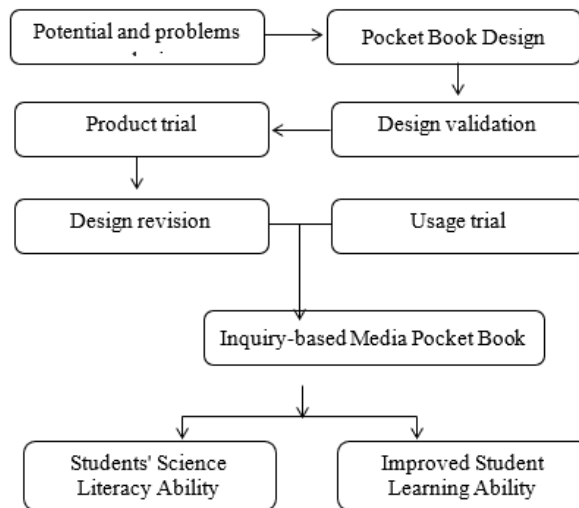 Potential and problems
Pocket Book Design
Product trial
Design validation
Design revision
Usage trial
Inquiry-based Media Pocket Book
Students' Science
Literacy Ability
Improved Student
Learning Ability